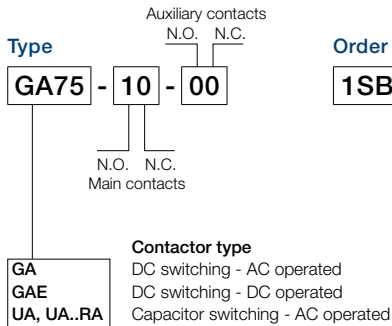 Auxiliary contacts
N.O. N.C.
Type
Order
GA75 - 10 - 00
1SB
N.O. N.C.
Main contacts
Contactor type
GA DC switching - AC operated
GAE DC switching - DC operated
UA, UA..RA Capacitor switching - AC operated